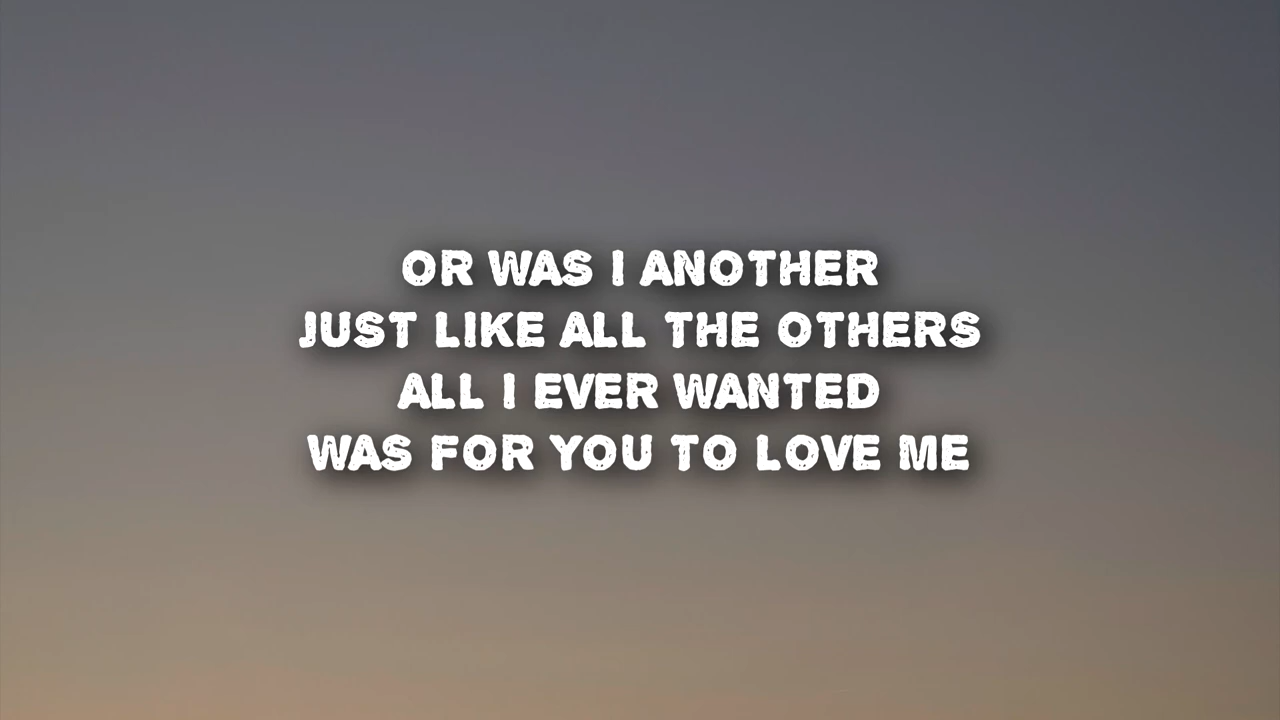 OR WAS I ANOTHER
JUST LIKE ALL THE OTHERS
ALL I EVER WANTED
WAS FOR YOU TO LOVE ME